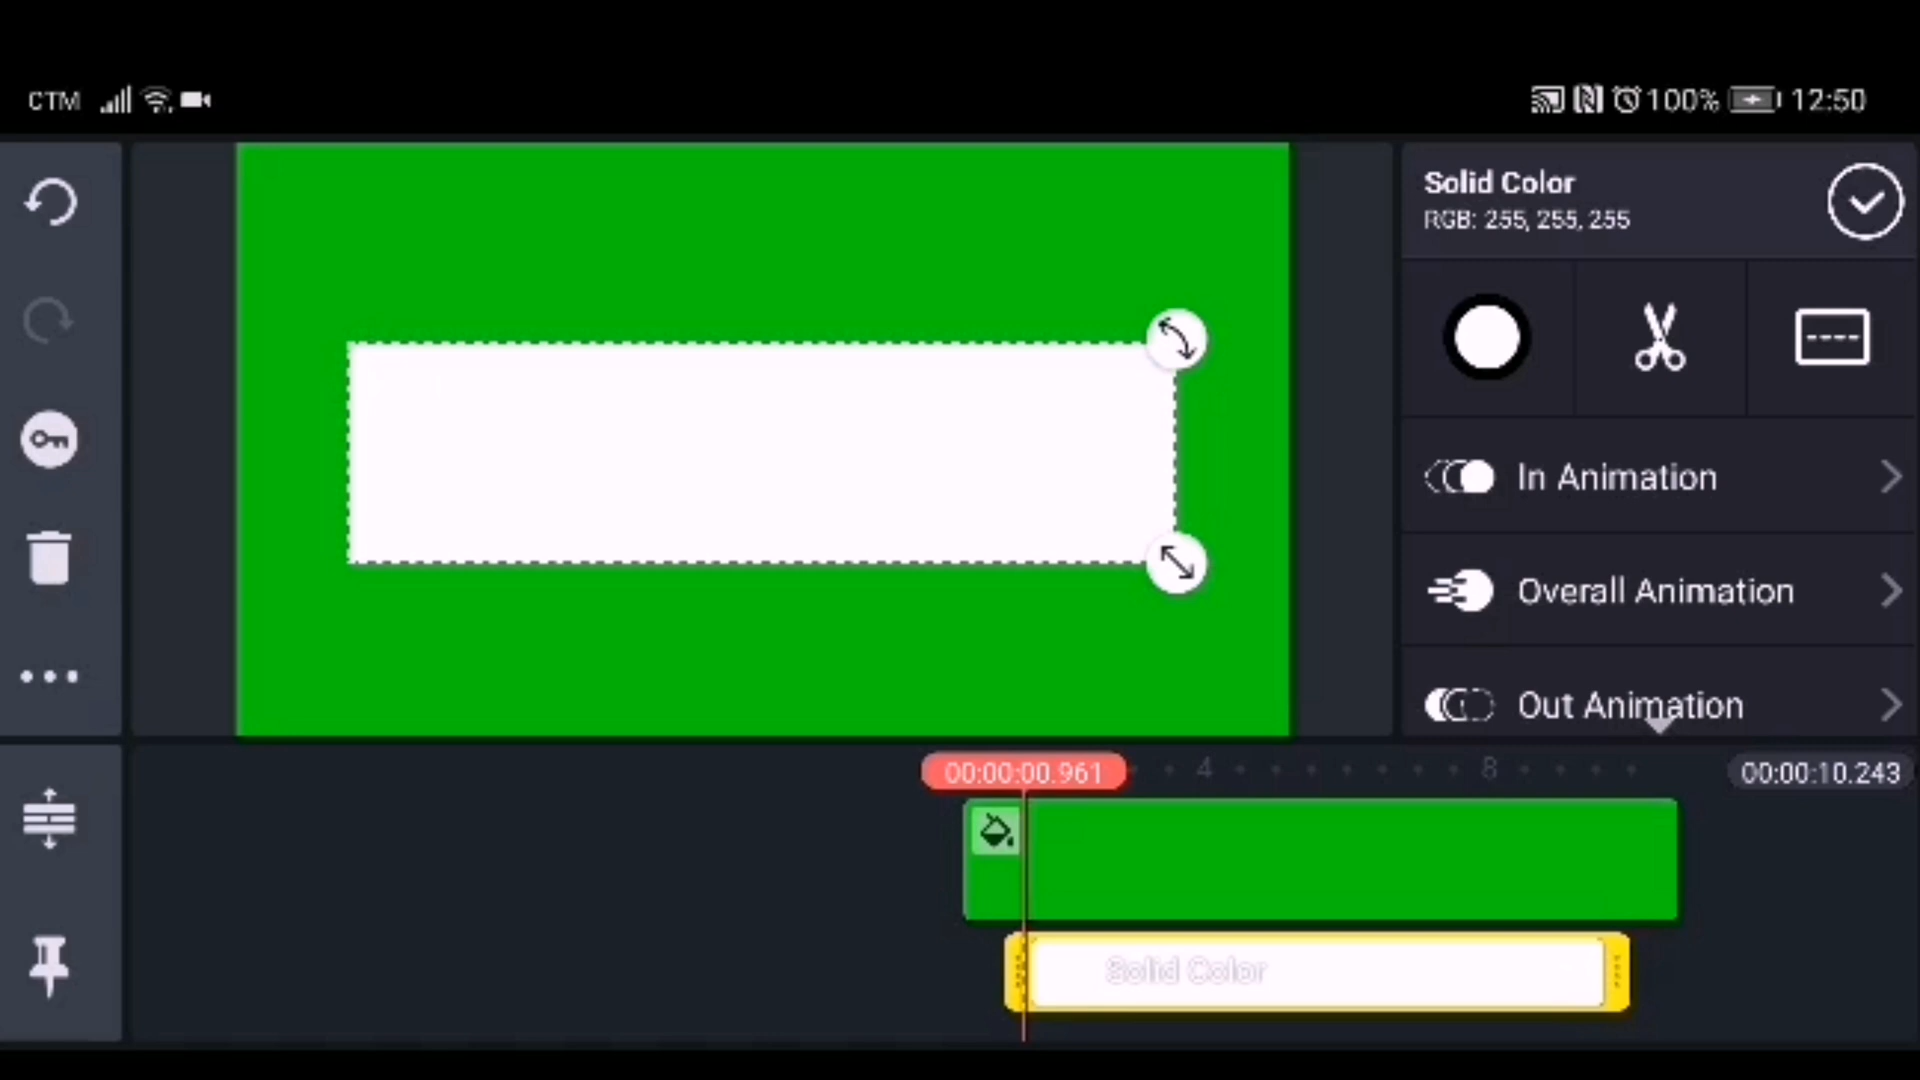 CTM
100% 12:50
Solid Color
RGB: 255, 255, 255
In Animation
Overall Animation
Out Animation
00:00:00.961
4
8
00:00:10.243
Solid Color